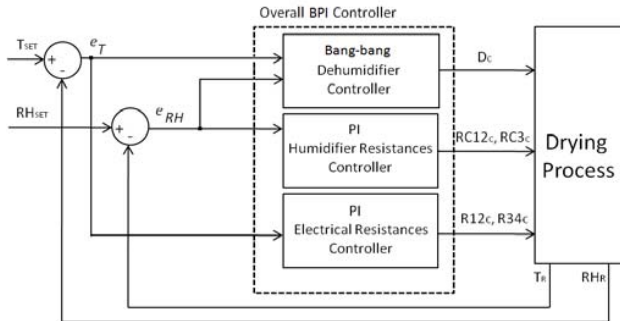 Overall BPI Controller
TSET
+
-
eT
Bang-bang
Dehumidifier
Controller
DC
RHSET
+
-
eRH
PI
Humidifier Resistances
Controller
RC12C, RC3C
Drying
Process
PI
Electrical Resistances
Controller
R12C, R34C
TR
RHR